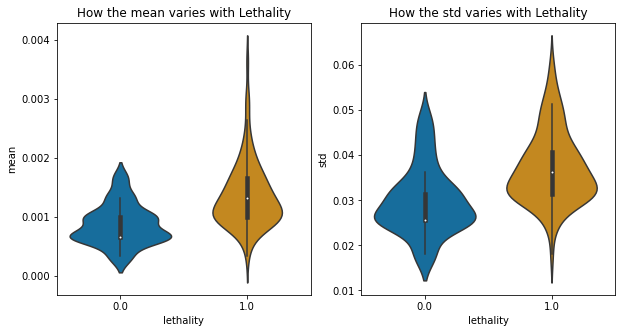 How the mean varies with Lethality
mean
0.004
0.003
0.002
0.001
0.000
0.0
1.0
lethality
How the std varies with Lethality
std
0.06
0.05
0.04
0.03
0.02
0.01
0.0
1.0
lethality